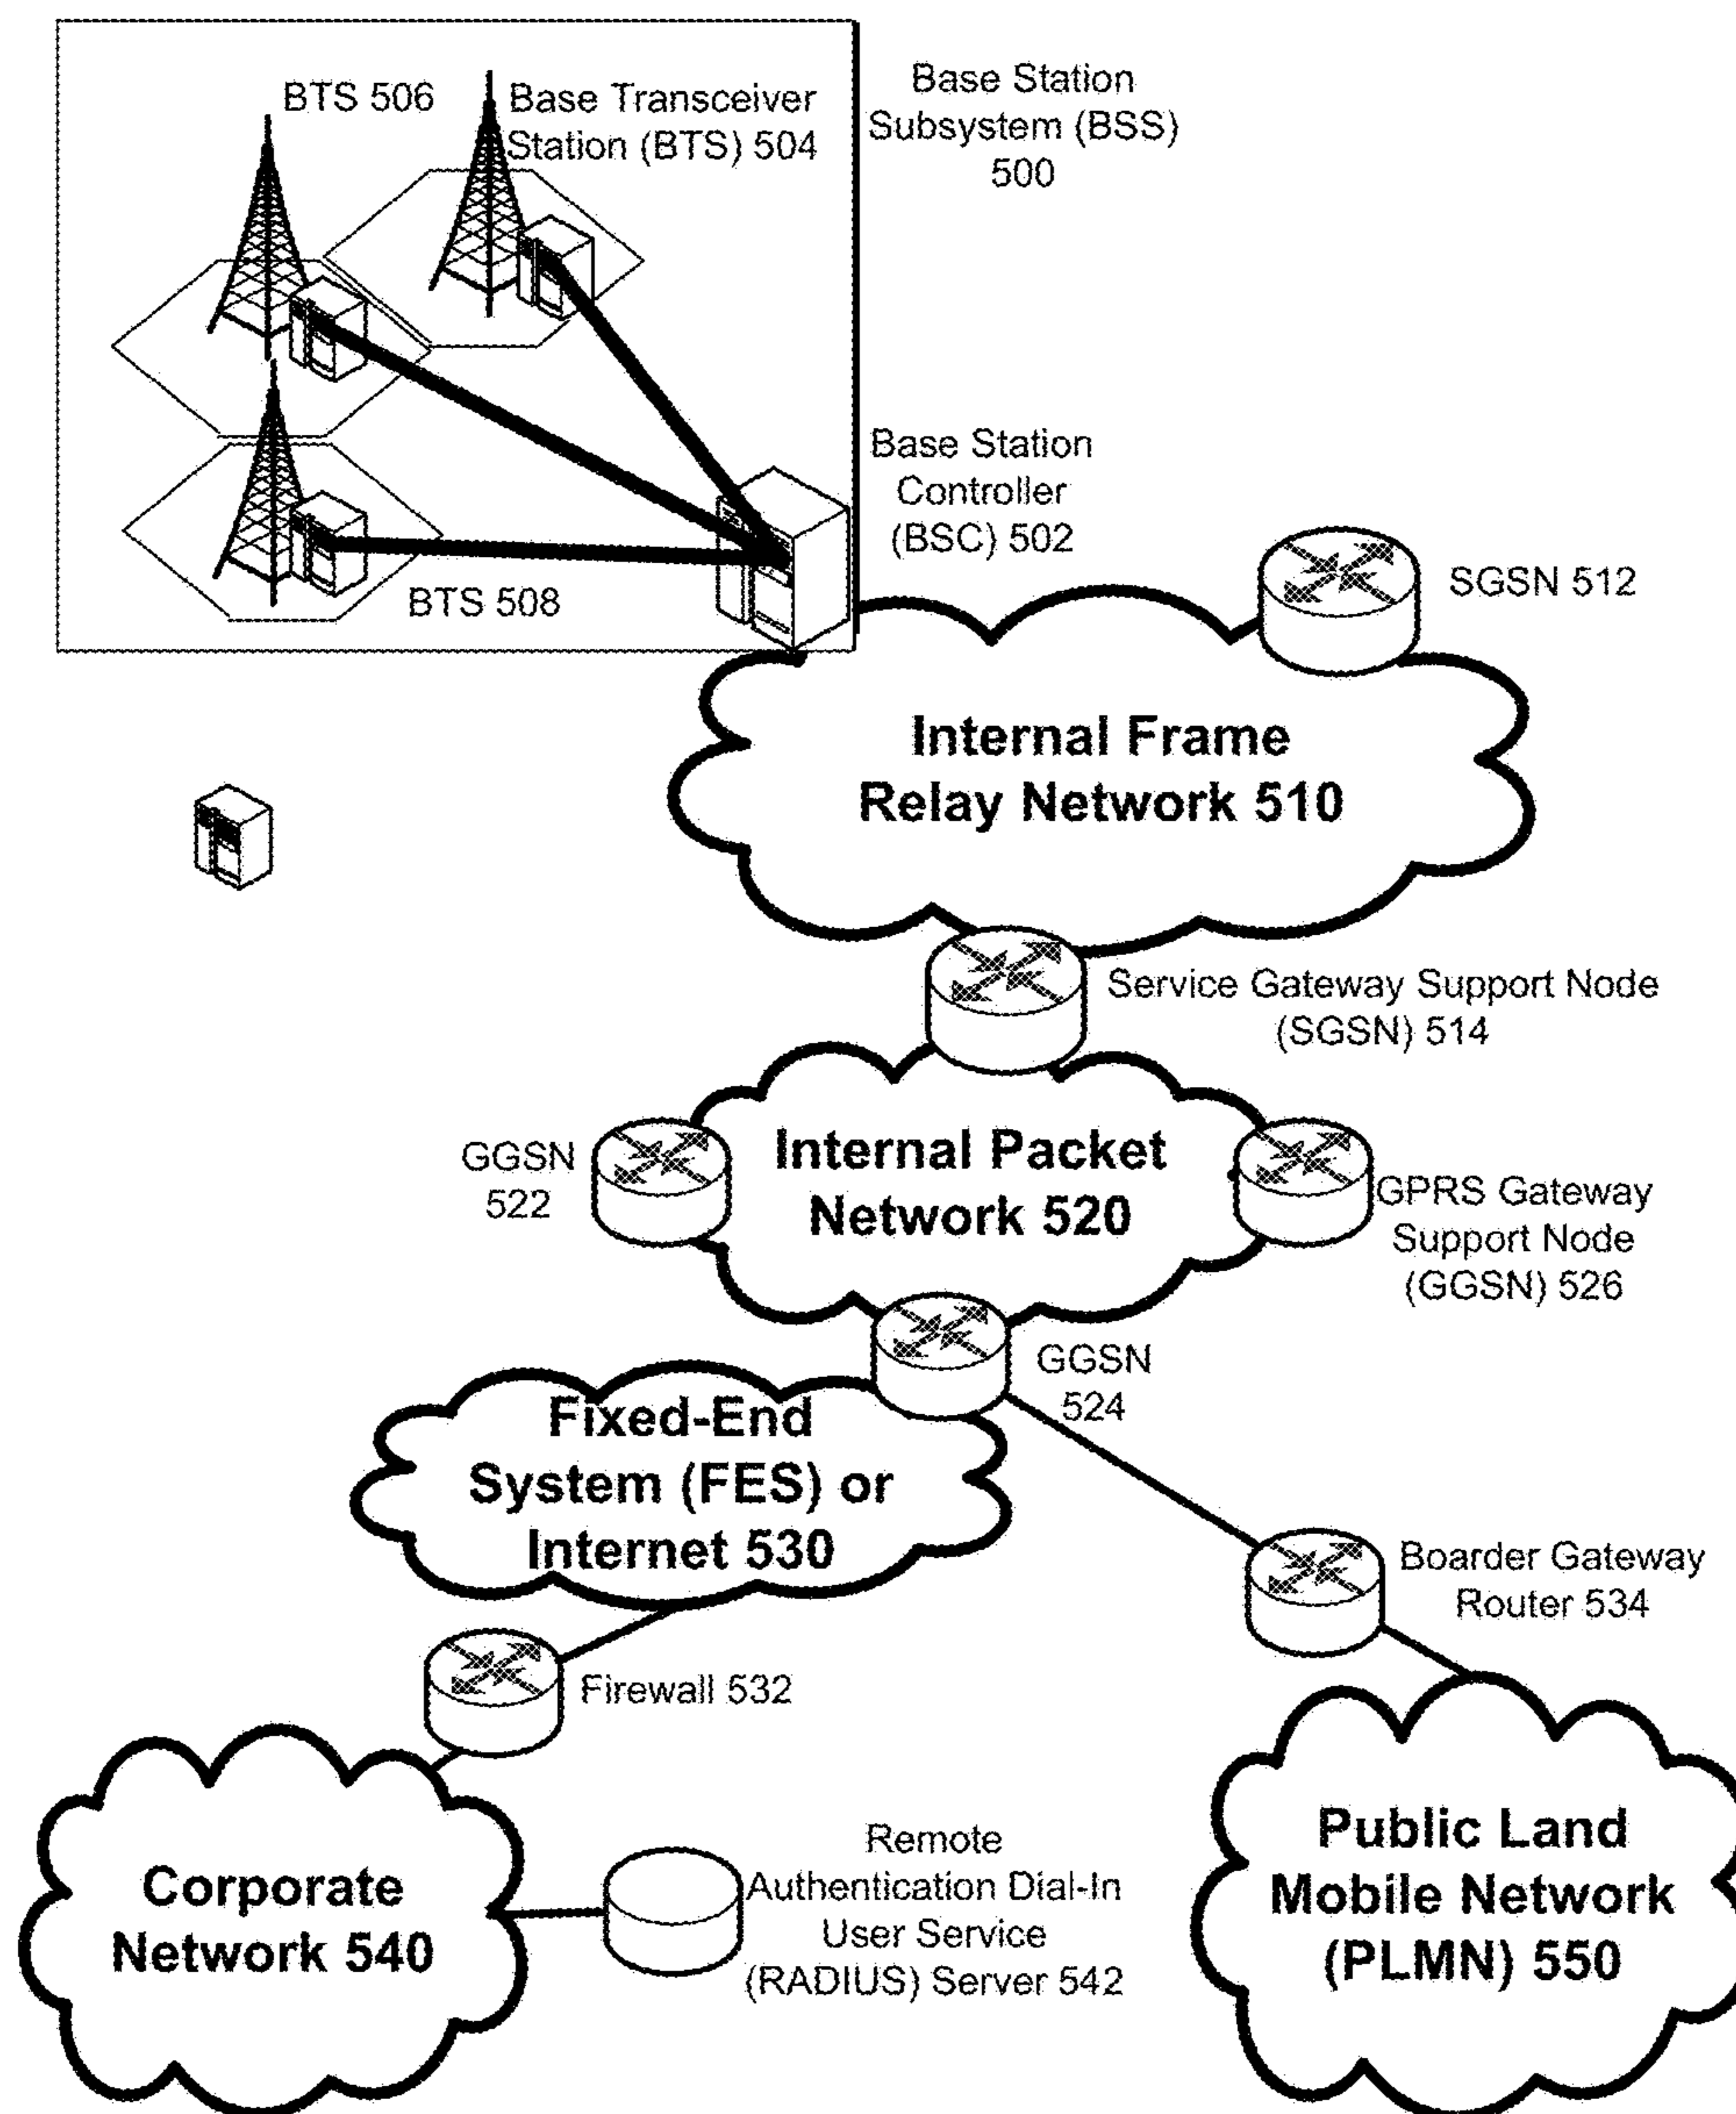 BTS 506
Base Transceiver
Station (BTS) 504
Base Station
Subsystem (BSS)
500
Base Station
Controller
(BSC) 502
BTS 508
SGSN 512
Internal Frame
Relay Network 510
Service Gateway Support Node
(SGSN) 514
GGSN
522
Internal Packet
Network 520
GPRS Gateway
Support Node
(GGSN) 526
GGSN
524
Fixed-End
System (FES) or
Internet 530
Boarder Gateway
Router 534
Firewall 532
Corporate
Network 540
Remote
Authentication Dial-In
User Service
(RADIUS) Server 542
Public Land
Mobile Network
(PLMN) 550